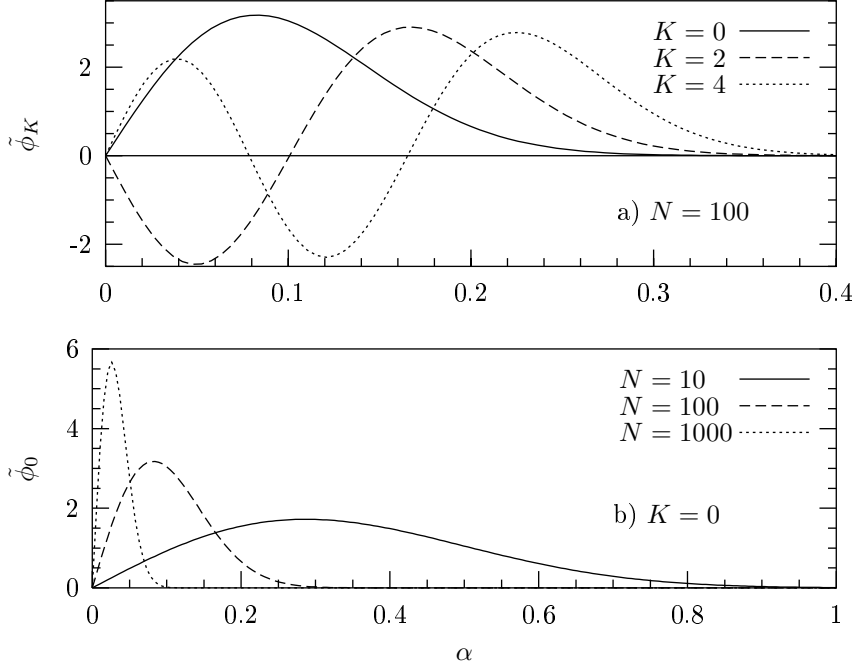 2
0
-2
ϕ̃_K
K = 0
K = 2
K = 4
a) N = 100
0 0.1 0.2 0.3 0.4
6
4
2
0
ϕ̃_0
N = 10
N = 100
N = 1000
b) K = 0
0 0.2 0.4 0.6 0.8 1
α